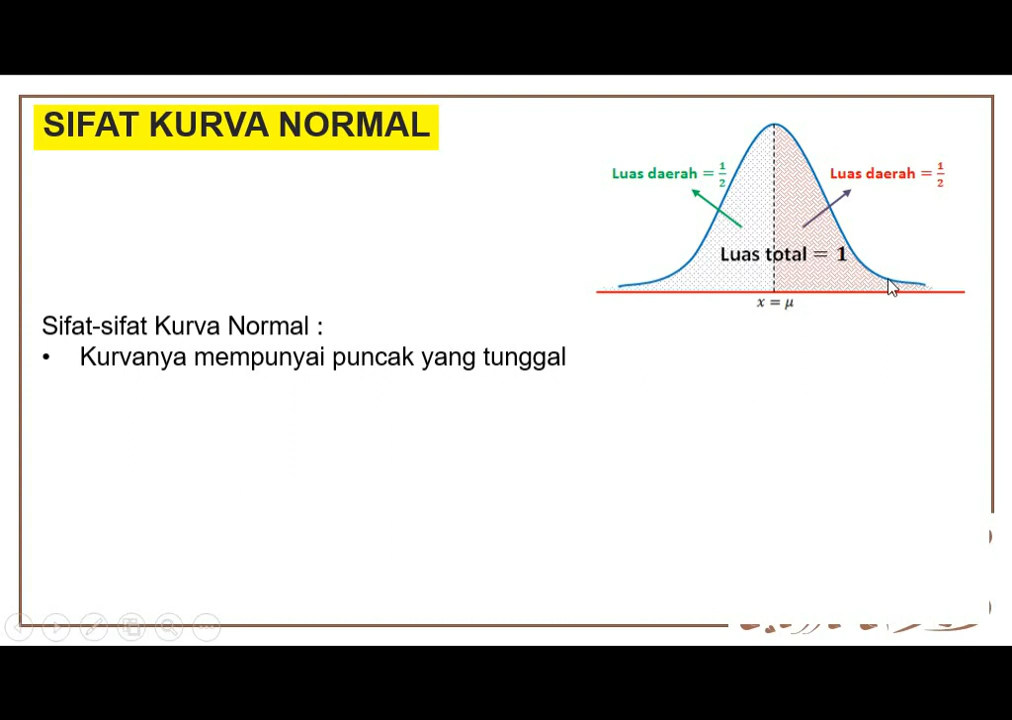 SIFAT KURVA NORMAL
Luas daerah = 1/2
Luas daerah = 1/2
Luas total = 1
x = μ
Sifat-sifat Kurva Normal :
• Kurvanya mempunyai puncak yang tunggal